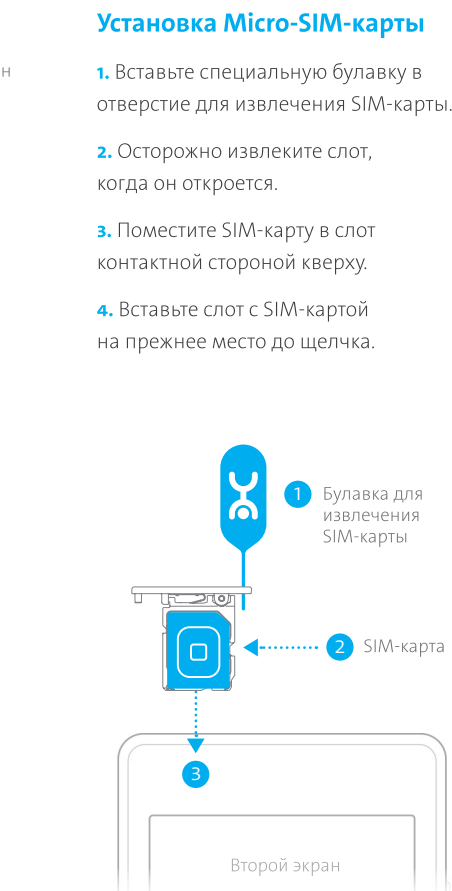 Установка Micro-SIM-карты
н
1. Вставьте специальную булавку в
отверстие для извлечения SIM-карты.
2. Осторожно извлеките слот,
когда он откроется.
3. Поместите SIM-карту в слот
контактной стороной кверху.
4. Вставьте слот с SIM-картой
на прежнее место до щелчка.
1 Булавка для
извлечения
SIM-карты
2 SIM-карта
3
Второй экран